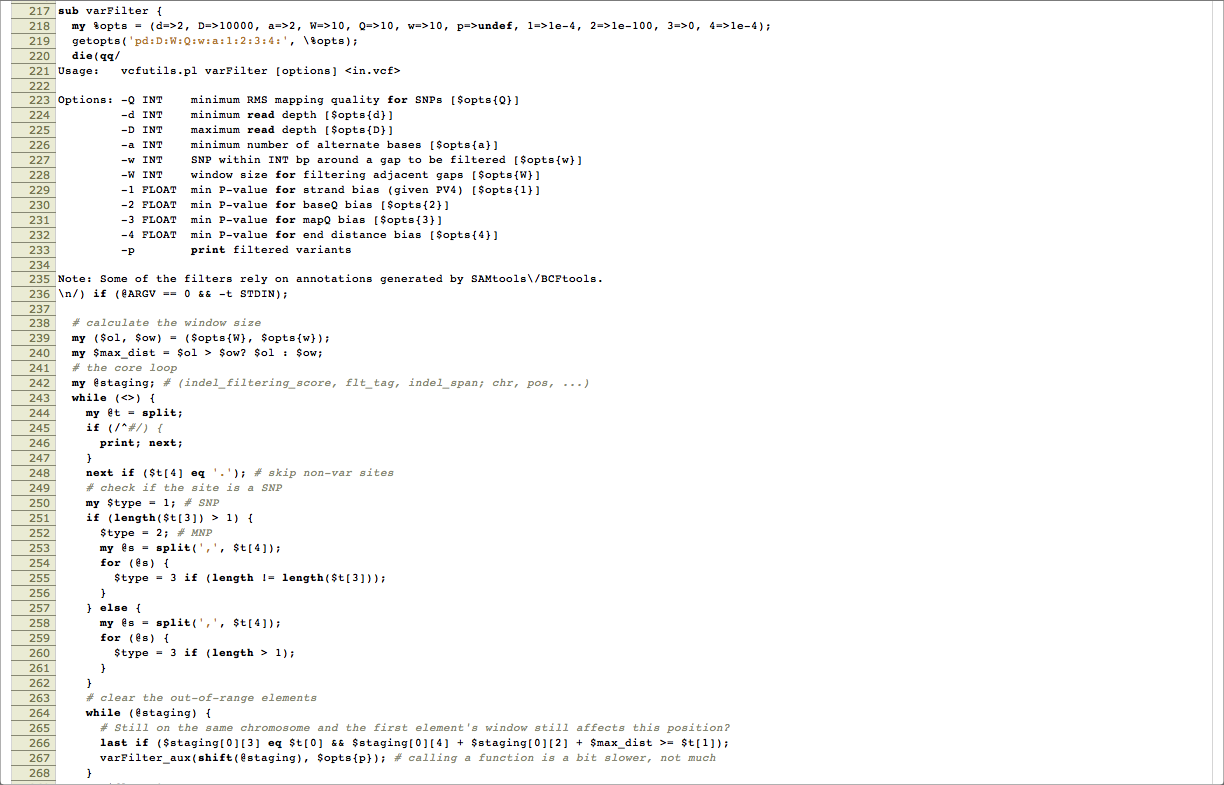 217 sub varFilter {
218   my %opts = (d=>2, D=>10000, a=>2, W=>10, Q=>10, w=>10, p=>undef, 1=>1e-4, 2=>1e-100, 3=>0, 4=>1e-4);
219   getopts('pd:D:W:Q:w:a:1:2:3:4:', \%opts);
220   die(qq/
221 Usage:   vcfutils.pl varFilter [options] <in.vcf>
222
223 Options: -Q INT    minimum RMS mapping quality for SNPs [$opts{Q}]
224          -d INT    minimum read depth [$opts{d}]
225          -D INT    maximum read depth [$opts{D}]
226          -a INT    minimum number of alternate bases [$opts{a}]
227          -w INT    SNP within INT bp around a gap to be filtered [$opts{w}]
228          -W INT    window size for filtering adjacent gaps [$opts{W}]
229          -1 FLOAT  min P-value for strand bias (given PV4) [$opts{1}]
230          -2 FLOAT  min P-value for baseQ bias [$opts{2}]
231          -3 FLOAT  min P-value for mapQ bias [$opts{3}]
232          -4 FLOAT  min P-value for end distance bias [$opts{4}]
233          -p        print filtered variants
234
235 Note: Some of the filters rely on annotations generated by SAMtools\/BCFtools.
236 \n/) if (@ARGV == 0 && -t STDIN);
237
238   # calculate the window size
239   my ($ol, $ow) = ($opts{W}, $opts{w});
240   my $max_dist = $ol > $ow? $ol : $ow;
241   # the core loop
242   my @staging; # (indel_filtering_score, flt_tag, indel_span; chr, pos, ...)
243   while (<>) {
244     my @t = split;
245     if (/^#/) {
246       print; next;
247     }
248     next if ($t[4] eq '.'); # skip non-var sites
249     # check if the site is a SNP
250     my $type = 1; # SNP
251     if (length($t[3]) > 1) {
252       $type = 2; # MNP
253       my @s = split(',', $t[4]);
254       for (@s) {
255         $type = 3 if (length != length($t[3]));
256       }
257     } else {
258       my @s = split(',', $t[4]);
259       for (@s) {
260         $type = 3 if (length > 1);
261       }
262     }
263     # clear the out-of-range elements
264     while (@staging) {
265       # Still on the same chromosome and the first element's window still affects this position?
266       last if ($staging[0][3] eq $t[0] && $staging[0][4] + $staging[0][2] + $max_dist >= $t[1]);
267       varFilter_aux(shift(@staging), $opts{p}); # calling a function is a bit slower, not much
268     }